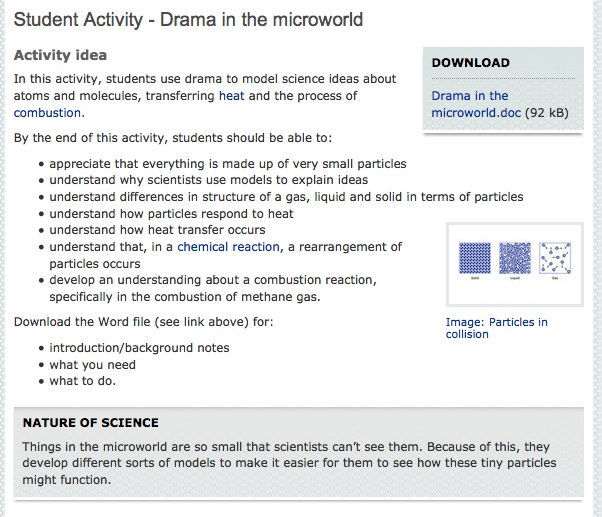 Student Activity - Drama in the microworld
Activity idea
In this activity, students use drama to model science ideas about
atoms and molecules, transferring heat and the process of
combustion.
DOWNLOAD
Drama in the
microworld.doc (92 kB)
By the end of this activity, students should be able to:
• appreciate that everything is made up of very small particles
• understand why scientists use models to explain ideas
• understand differences in structure of a gas, liquid and solid in terms of particles
• understand how particles respond to heat
• understand how heat transfer occurs
• understand that, in a chemical reaction, a rearrangement of
particles occurs
• develop an understanding about a combustion reaction,
specifically in the combustion of methane gas.
Solid Liquid Gas
Image: Particles in
collision
Download the Word file (see link above) for:
• introduction/background notes
• what you need
• what to do.
NATURE OF SCIENCE
Things in the microworld are so small that scientists can't see them. Because of this, they
develop different sorts of models to make it easier for them to see how these tiny particles
might function.